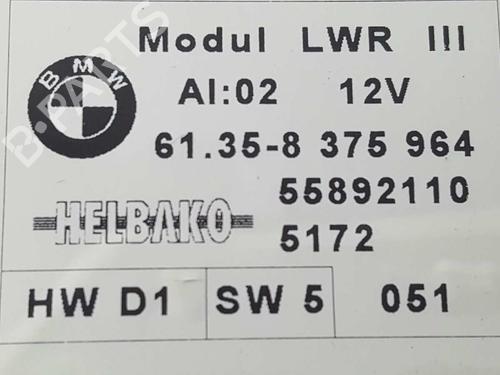 BMW
Modul LWR III
AI:02 12V
61.35-8 375 964
55892110
HELBAKO
5172
HW D1 SW 5 051
B-PARTS